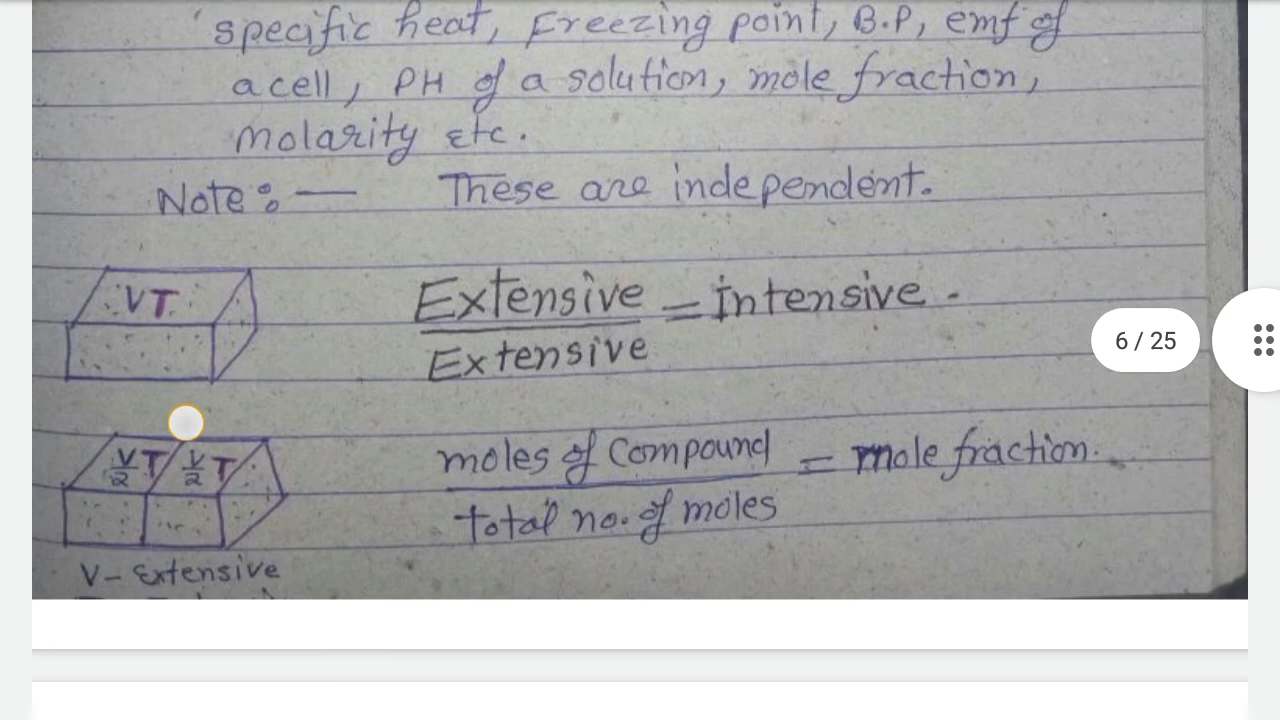 specific heat, Freezing point, B.P, emf of
a cell, PH of a solution, mole fraction,
molarity etc.
Note:— These are independent.
VT
Extensive = intensive.
Extensive
6 / 25
V/2 T V/2 T
moles of Compound = mole fraction.
total no. of moles
V- Extensive